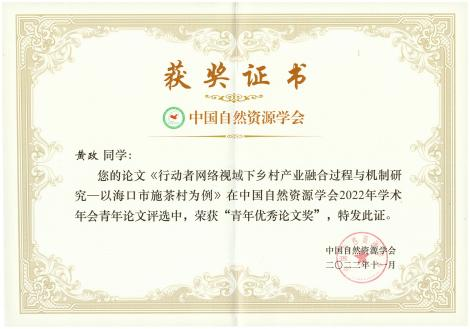 获奖证书
中国自然资源学会
黄政 同学：
您的论文《行动者网络视域下乡村产业融合过程与机制研
究—以海口市施茶村为例》在中国自然资源学会2022年学术
年会青年论文评选中，荣获“青年优秀论文奖”，特发此证。
中国自然资源学会
二〇二二年十一月